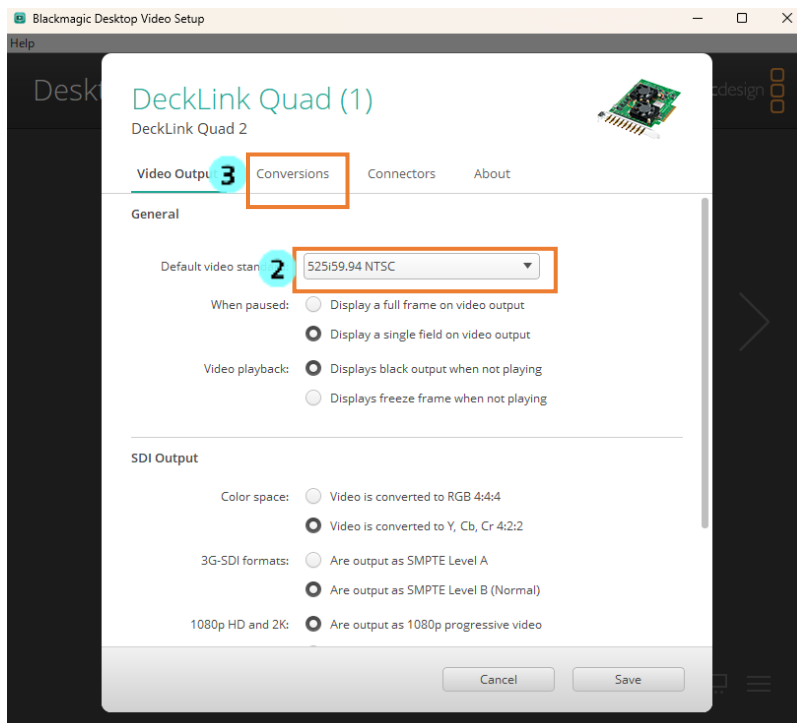 Blackmagic Desktop Video Setup
Help
Deskt
cdesign
DeckLink Quad (1)
DeckLink Quad 2
Video Outpu 3 Conversions Connectors About
General
Default video stan 2 525i59.94 NTSC
When paused: Display a full frame on video output
Display a single field on video output
Video playback: Displays black output when not playing
Displays freeze frame when not playing
SDI Output
Color space: Video is converted to RGB 4:4:4
Video is converted to Y, Cb, Cr 4:2:2
3G-SDI formats: Are output as SMPTE Level A
Are output as SMPTE Level B (Normal)
1080p HD and 2K: Are output as 1080p progressive video
Cancel Save